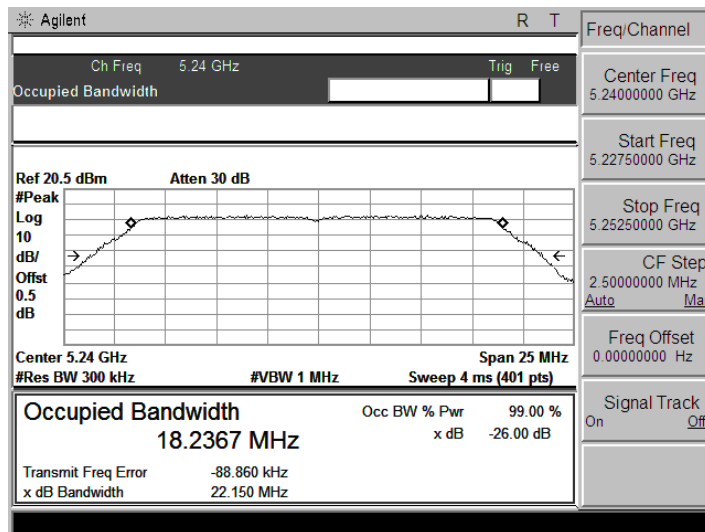 Agilent R T
Ch Freq 5.24 GHz Trig Free
Occupied Bandwidth
Ref 20.5 dBm Atten 30 dB
#Peak
Log
10
dB/
Offst
0.5
dB
Center 5.24 GHz Span 25 MHz
#Res BW 300 kHz #VBW 1 MHz Sweep 4 ms (401 pts)
Occupied Bandwidth Occ BW % Pwr 99.00 %
18.2367 MHz x dB -26.00 dB
Transmit Freq Error -88.860 kHz
x dB Bandwidth 22.150 MHz
Freq/Channel
Center Freq
5.24000000 GHz
Start Freq
5.22750000 GHz
Stop Freq
5.25250000 GHz
CF Step
2.50000000 MHz
Auto Ma
Freq Offset
0.00000000 Hz
Signal Track
On Off